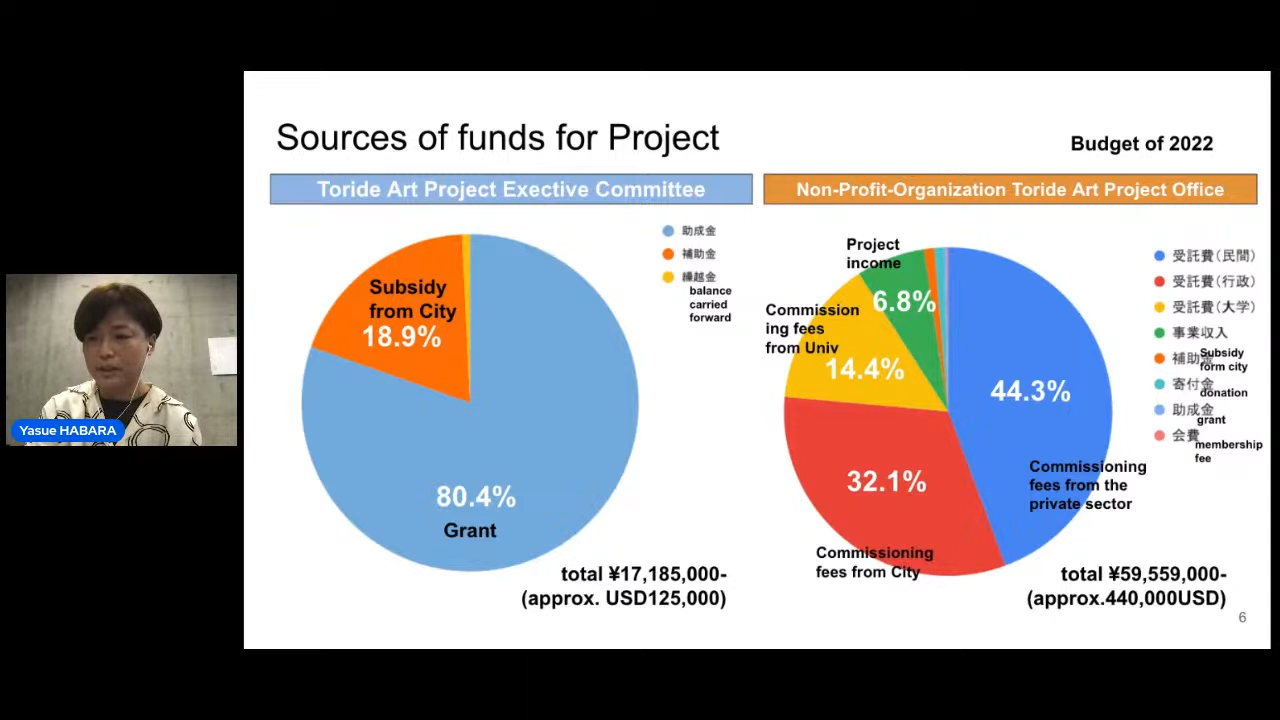 Sources of funds for Project
Budget of 2022
Toride Art Project Exective Committee
助成金
補助金
繰越金
balance
carried
forward
Subsidy
from City
18.9%
80.4%
Grant
total ¥17,185,000-
(approx. USD125,000)
Non-Profit-Organization Toride Art Project Office
Project
income
6.8%
Commission
ing fees
from Univ
14.4%
44.3%
Commissioning
fees from the
private sector
32.1%
Commissioning
fees from City
受託費(民間)
受託費(行政)
受託費(大学)
事業収入
補助金
Subsidy
form city
寄付金
donation
助成金
grant
会費
membership
fee
total ¥59,559,000-
(approx.440,000USD)
6
Yasue HABARA